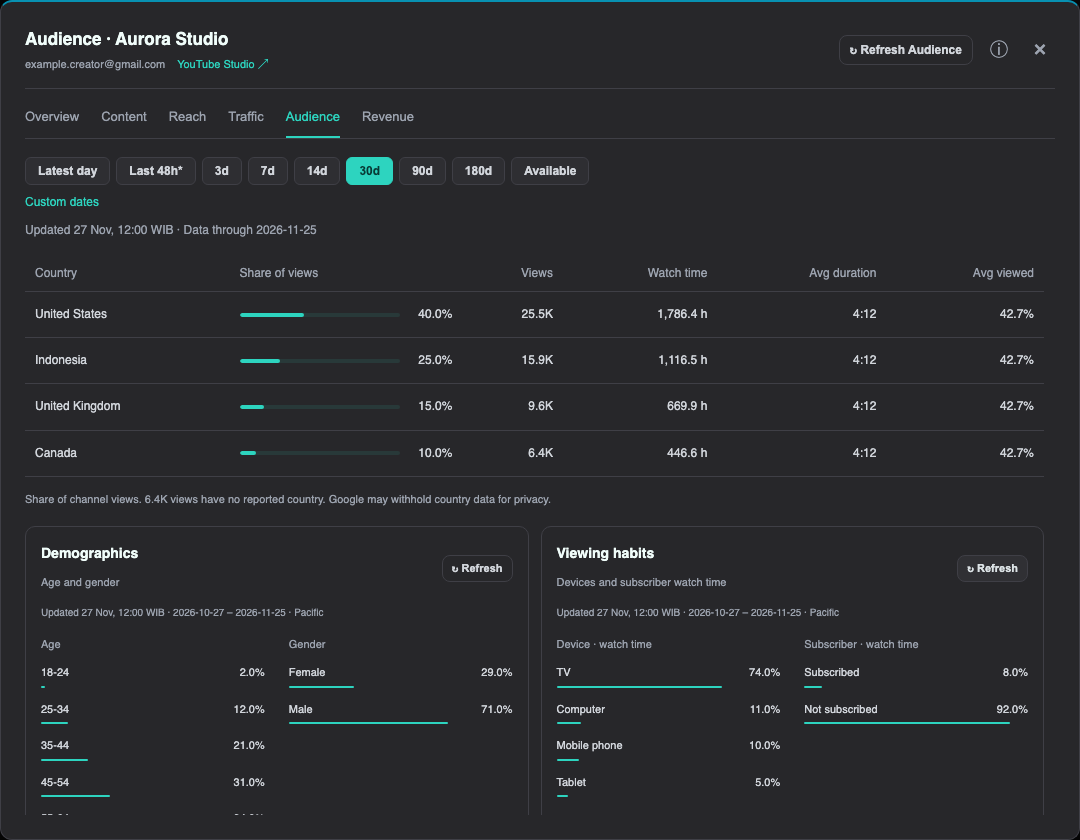 Audience · Aurora Studio
example.creator@gmail.com YouTube Studio ↗
↻ Refresh Audience ⓘ ×
Overview Content Reach Traffic Audience Revenue
Latest day Last 48h* 3d 7d 14d 30d 90d 180d Available
Custom dates
Updated 27 Nov, 12:00 WIB · Data through 2026-11-25
Country Share of views Views Watch time Avg duration Avg viewed
United States 40.0% 25.5K 1,786.4 h 4:12 42.7%
Indonesia 25.0% 15.9K 1,116.5 h 4:12 42.7%
United Kingdom 15.0% 9.6K 669.9 h 4:12 42.7%
Canada 10.0% 6.4K 446.6 h 4:12 42.7%
Share of channel views. 6.4K views have no reported country. Google may withhold country data for privacy.
Demographics
↻ Refresh
Age and gender
Updated 27 Nov, 12:00 WIB · 2026-10-27 – 2026-11-25 · Pacific
Age Gender
18-24 2.0% Female 29.0%
25-34 12.0% Male 71.0%
35-44 21.0%
45-54 31.0%
Viewing habits
↻ Refresh
Devices and subscriber watch time
Updated 27 Nov, 12:00 WIB · 2026-10-27 – 2026-11-25 · Pacific
Device · watch time Subscriber · watch time
TV 74.0% Subscribed 8.0%
Computer 11.0% Not subscribed 92.0%
Mobile phone 10.0%
Tablet 5.0%